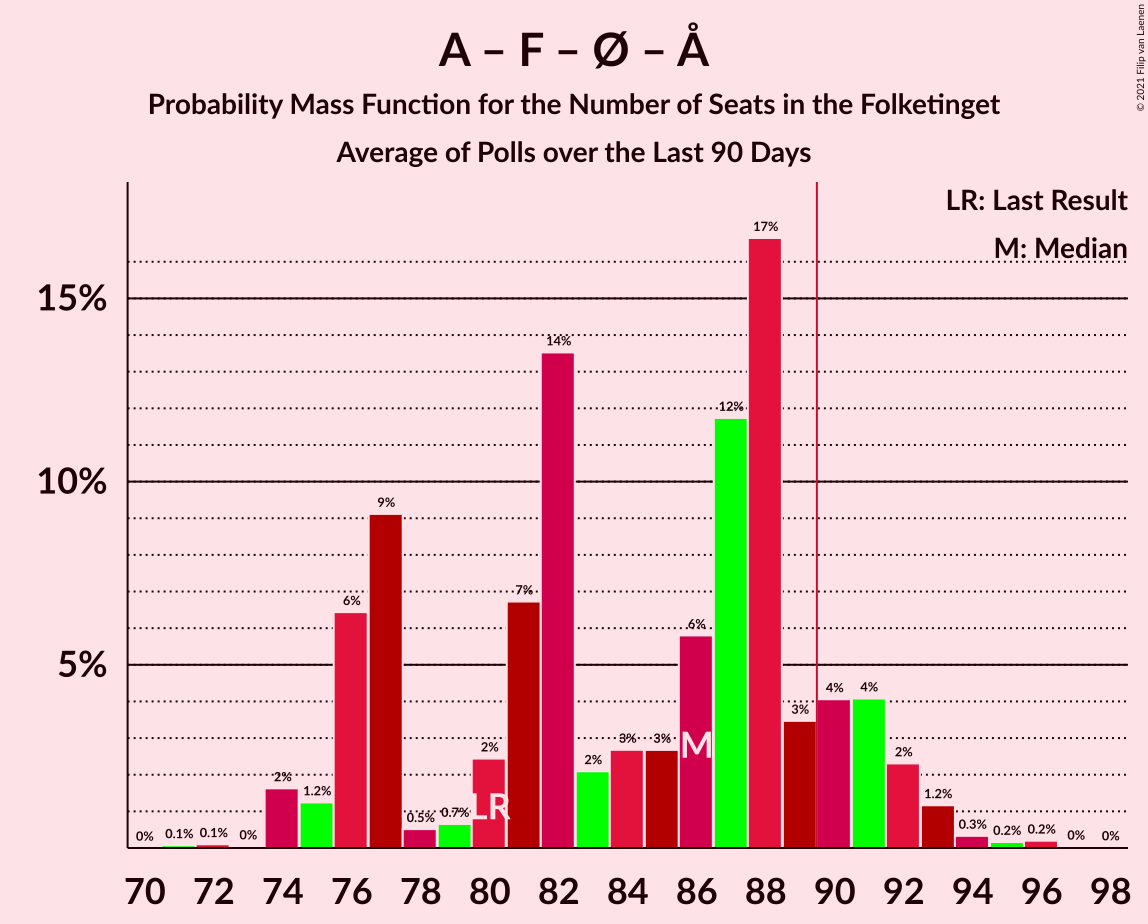 A – F – Ø – Å
Probability Mass Function for the Number of Seats in the Folketinget
Average of Polls over the Last 90 Days
© 2021 Filip van Laenen
LR: Last Result
M: Median
15%
10%
5%
0% 0.1% 0.1% 0% 2% 1.2% 6% 9% 0.5% 0.7% 2% 7% 14% 2% 3% 3% 6% 12% 17% 3% 4% 4% 2% 1.2% 0.3% 0.2% 0.2% 0% 0%
LR
M
70 72 74 76 78 80 82 84 86 88 90 92 94 96 98